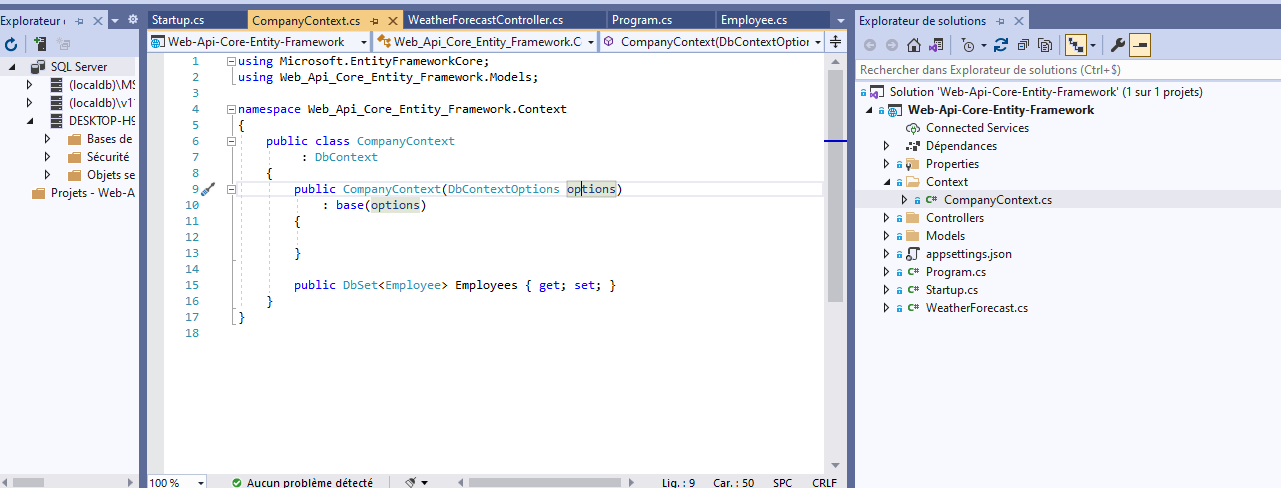 Explorateur d
SQL Server
(localdb)\MS
(localdb)\v1
DESKTOP-H9
Bases de
Sécurité
Objets se
Projets - Web-A
Startup.cs
CompanyContext.cs
WeatherForecastController.cs
Program.cs
Employee.cs
Web-Api-Core-Entity-Framework
Web_Api_Core_Entity_Framework.C
CompanyContext(DbContextOption
1 using Microsoft.EntityFrameworkCore;
2 using Web_Api_Core_Entity_Framework.Models;
3
4 namespace Web_Api_Core_Entity_Framework.Context
5 {
6 public class CompanyContext
7 : DbContext
8 {
9 public CompanyContext(DbContextOptions options)
10 : base(options)
11 {
12
13 }
14
15 public DbSet<Employee> Employees { get; set; }
16 }
17 }
18
100 %
Aucun problème détecté
Lig. : 9
Car. : 50
SPC
CRLF
Explorateur de solutions
Rechercher dans Explorateur de solutions (Ctrl+$)
Solution 'Web-Api-Core-Entity-Framework' (1 sur 1 projets)
Web-Api-Core-Entity-Framework
Connected Services
Dépendances
Properties
Context
C# CompanyContext.cs
Controllers
Models
appsettings.json
C# Program.cs
C# Startup.cs
C# WeatherForecast.cs